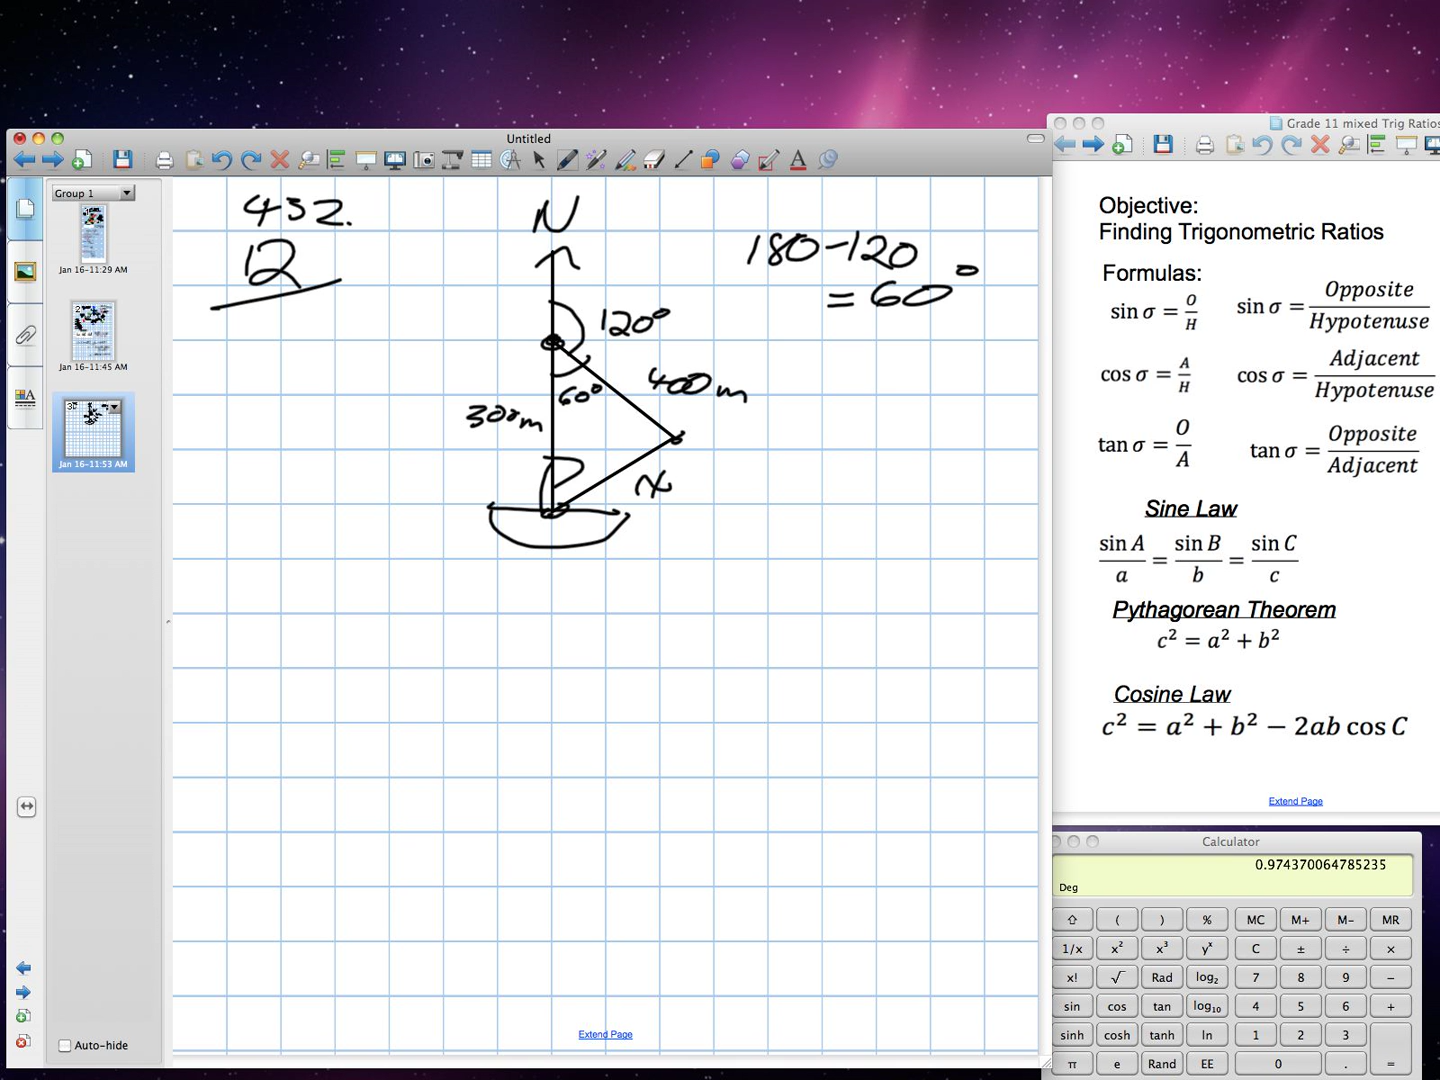 Untitled
Group 1
Jan 16-11:29 AM
2
Jan 16-11:45 AM
3
Jan 16-11:53 AM
Auto-hide
432.
12
N
120°
60°
300m
400m
x
180-120
= 60°
Extend Page
Grade 11 mixed Trig Ratios
Objective:
Finding Trigonometric Ratios
Formulas:
sin σ = O/H sin σ = Opposite/Hypotenuse
cos σ = A/H cos σ = Adjacent/Hypotenuse
tan σ = O/A tan σ = Opposite/Adjacent
Sine Law
sin A/a = sin B/b = sin C/c
Pythagorean Theorem
c² = a² + b²
Cosine Law
c² = a² + b² − 2ab cos C
Extend Page
Calculator
0.974370064785235
Deg
⇧ ( ) % MC M+ M− MR
1/x x² x³ yˣ C ± ÷ ×
x! √ Rad log₂ 7 8 9 −
sin cos tan log₁₀ 4 5 6 +
sinh cosh tanh ln 1 2 3
π e Rand EE 0 . =